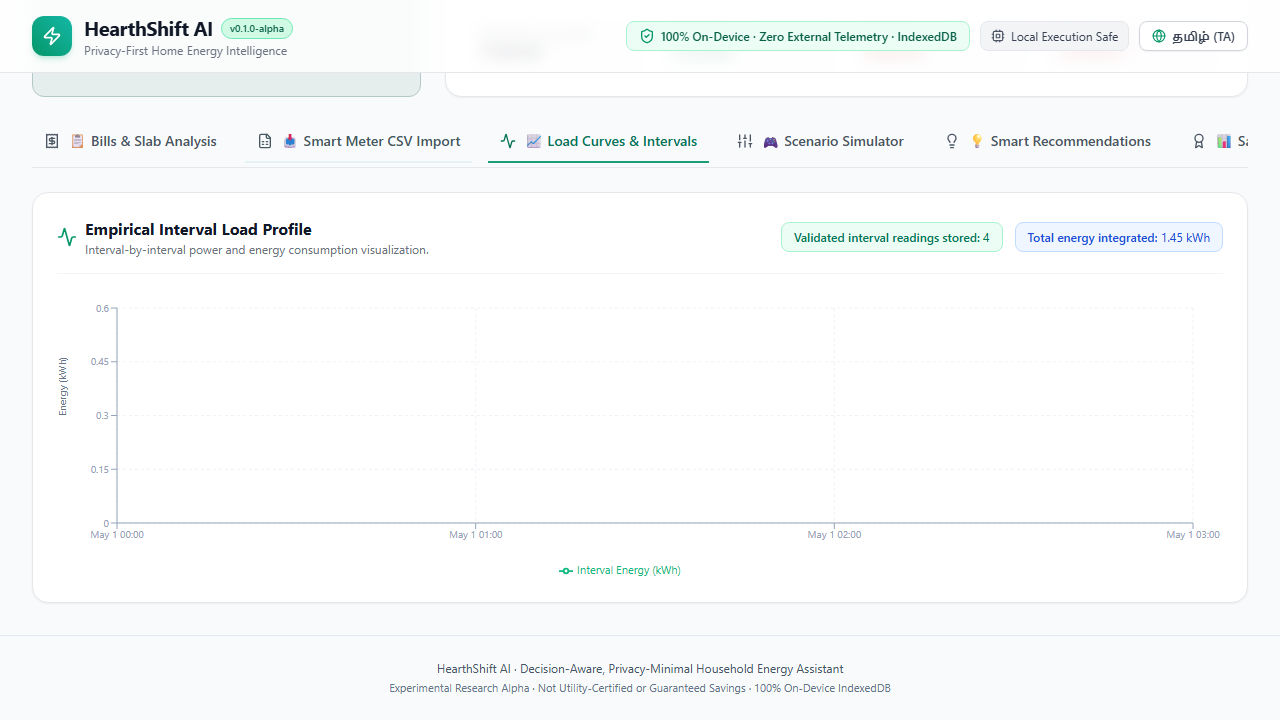 HearthShift AI
v0.1.0-alpha
Privacy-First Home Energy Intelligence
100% On-Device · Zero External Telemetry · IndexedDB
Local Execution Safe
தமிழ் (TA)
Bills & Slab Analysis
Smart Meter CSV Import
Load Curves & Intervals
Scenario Simulator
Smart Recommendations
Empirical Interval Load Profile
Interval-by-interval power and energy consumption visualization.
Validated interval readings stored: 4
Total energy integrated: 1.45 kWh
0.6
0.45
0.3
0.15
0
Energy (kWh)
May 1 00:00
May 1 01:00
May 1 02:00
May 1 03:00
Interval Energy (kWh)
HearthShift AI · Decision-Aware, Privacy-Minimal Household Energy Assistant
Experimental Research Alpha · Not Utility-Certified or Guaranteed Savings · 100% On-Device IndexedDB